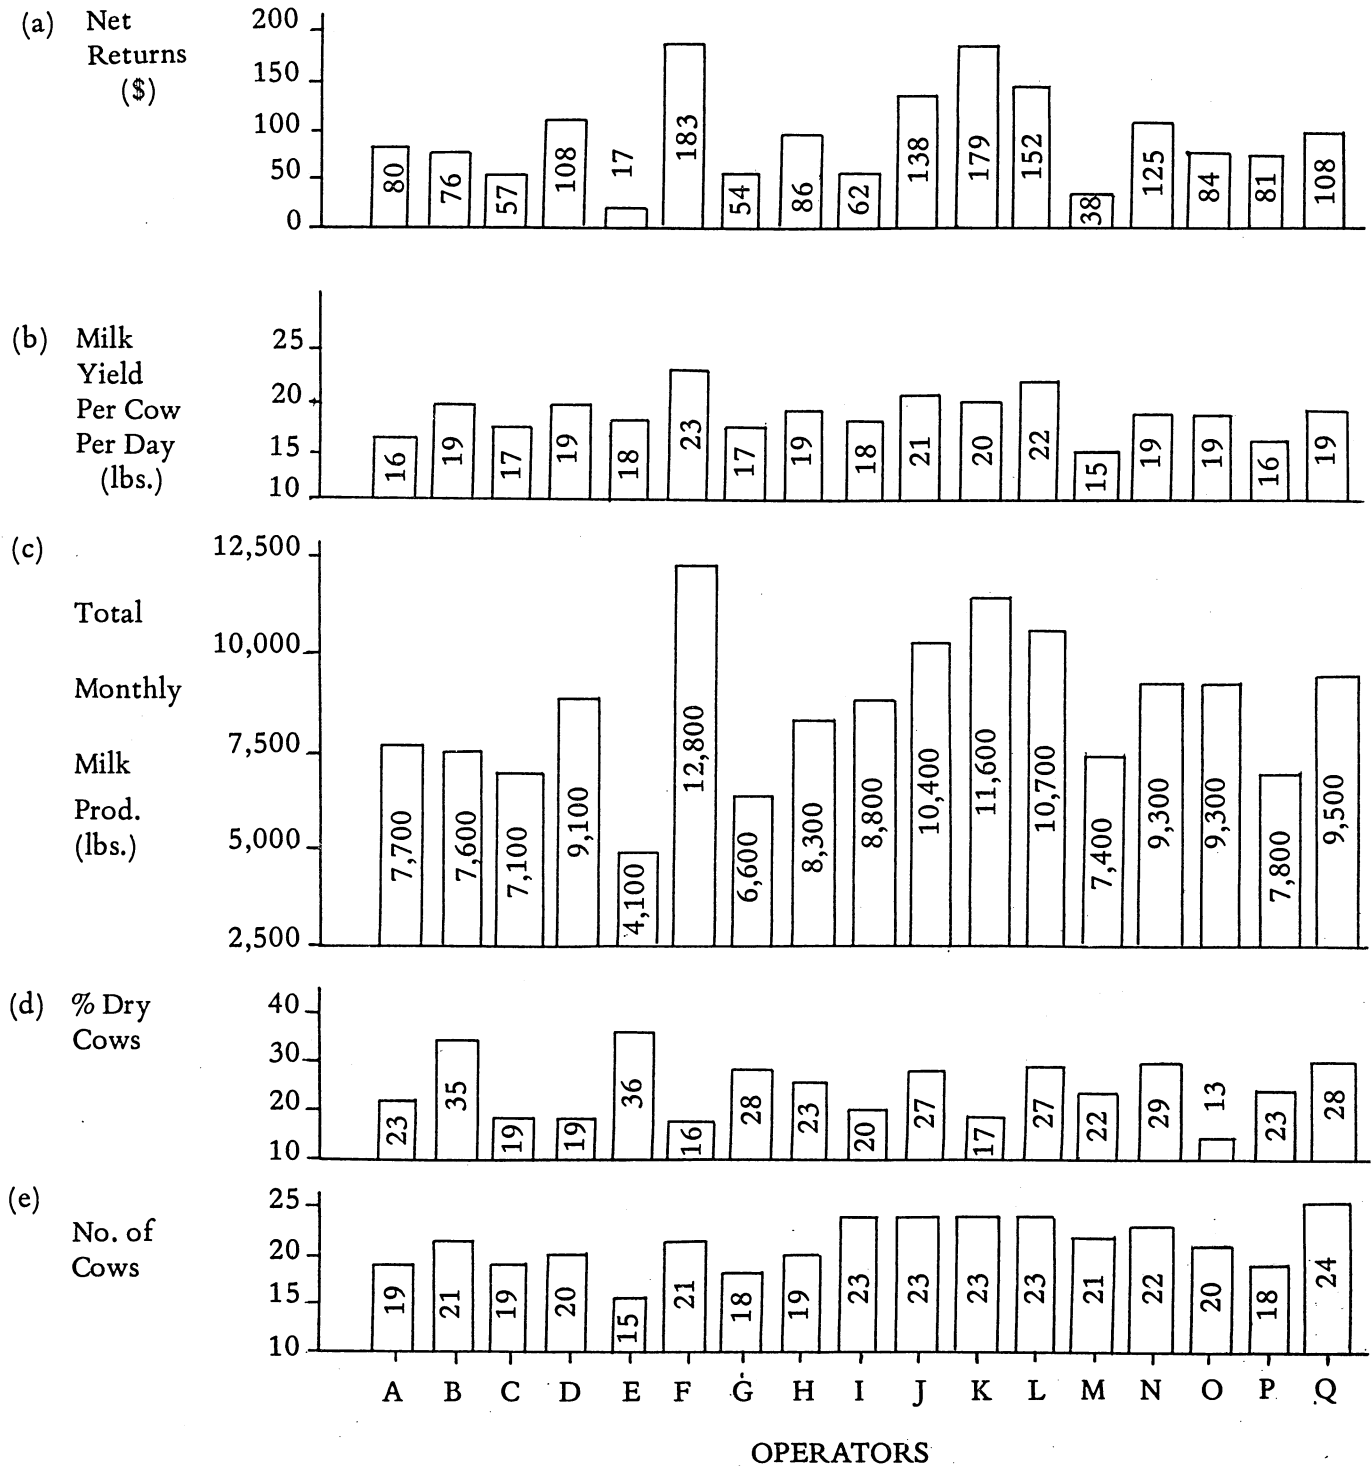 (a) Net Returns ($)
200
150
100
50
0
80 76 57 108 17 183 54 86 62 138 179 152 38 125 84 81 108
(b) Milk Yield Per Cow Per Day (lbs.)
25
20
15
10
16 19 17 19 18 23 17 19 18 21 20 22 15 19 19 16 19
(c) Total Monthly Milk Prod. (lbs.)
12,500
10,000
7,500
5,000
2,500
7,700 7,600 7,100 9,100 4,100 12,800 6,600 8,300 8,800 10,400 11,600 10,700 7,400 9,300 9,300 7,800 9,500
(d) % Dry Cows
40
30
20
10
23 35 19 19 36 16 28 23 20 27 17 27 22 29 13 23 28
(e) No. of Cows
25
20
15
10
19 21 19 20 15 21 18 19 23 23 23 23 21 22 20 18 24
A B C D E F G H I J K L M N O P Q
OPERATORS